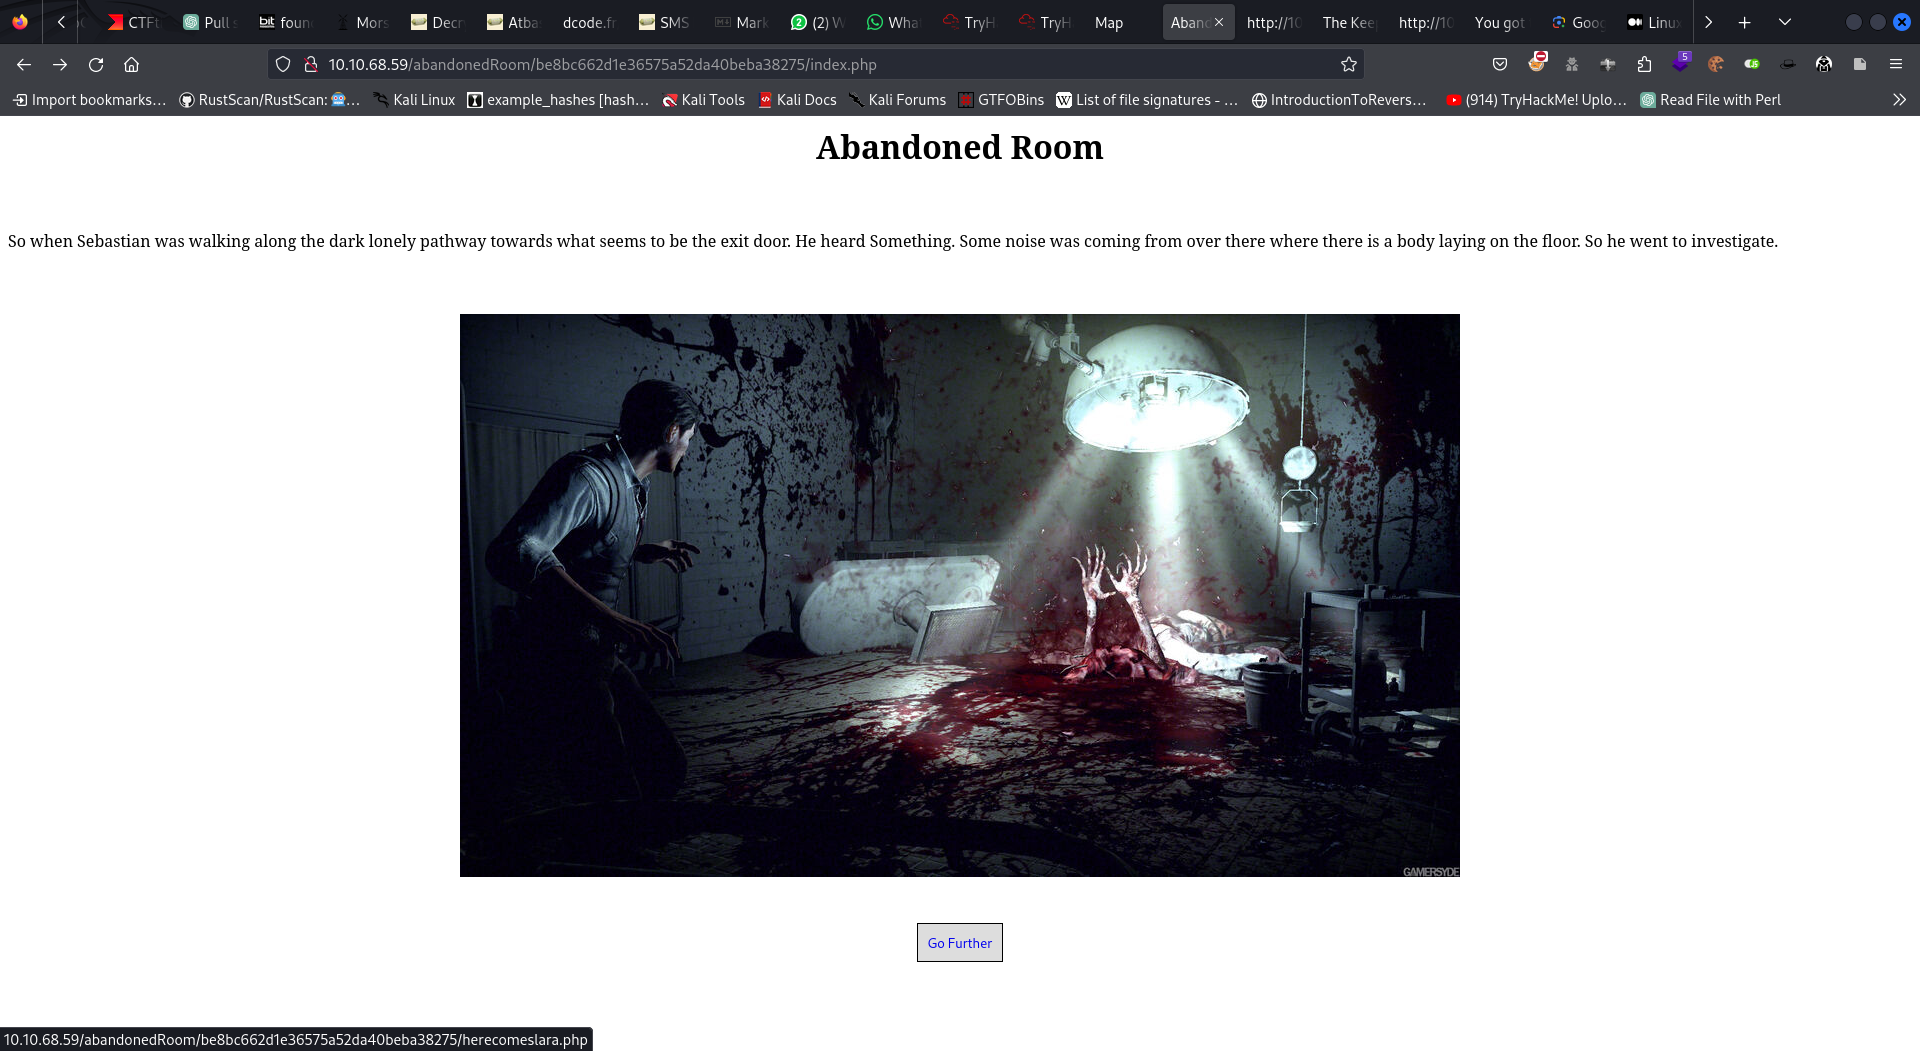 CTFt
Pull s
bit foun
Mors
Decr
Atba
dcode.fr
SMS
Mark
2 (2) W
What
TryH
TryH
Map
Aband
http://10
The Keep
http://10
You got
Goog
Linux
10.10.68.59/abandonedRoom/be8bc662d1e36575a52da40beba38275/index.php
5
Import bookmarks...
RustScan/RustScan: ...
Kali Linux
example_hashes [hash...
Kali Tools
Kali Docs
Kali Forums
GTFOBins
W List of file signatures - ...
IntroductionToRevers...
(914) TryHackMe! Uplo...
Read File with Perl
Abandoned Room
So when Sebastian was walking along the dark lonely pathway towards what seems to be the exit door. He heard Something. Some noise was coming from over there where there is a body laying on the floor. So he went to investigate.
GAMERSYDE
Go Further
10.10.68.59/abandonedRoom/be8bc662d1e36575a52da40beba38275/herecomeslara.php